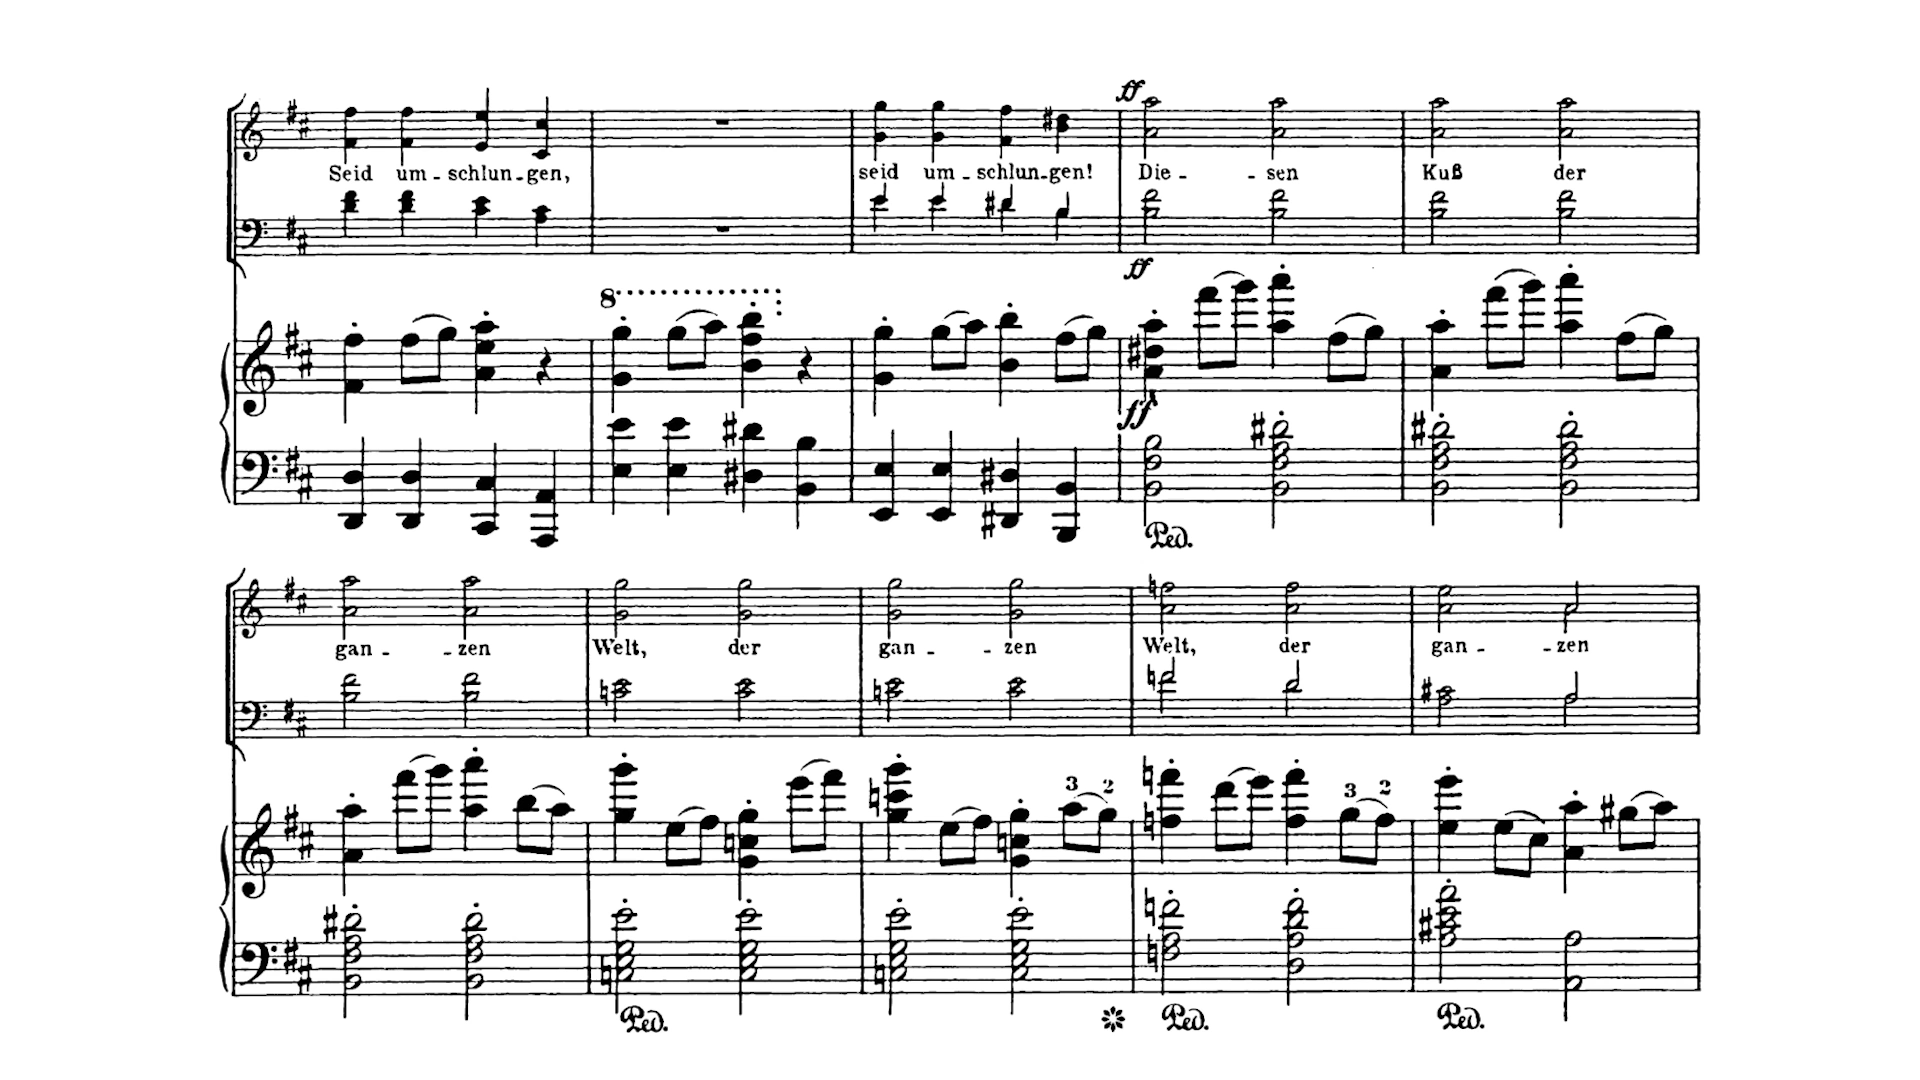 ff
Seid um - schlun - gen, seid um - schlun - gen! Die - - sen Kuß der
ff
8
ff
Ped.
gan - - zen Welt, der gan - - zen Welt, der gan - - zen
3 2 3 2
Ped. Ped. Ped.